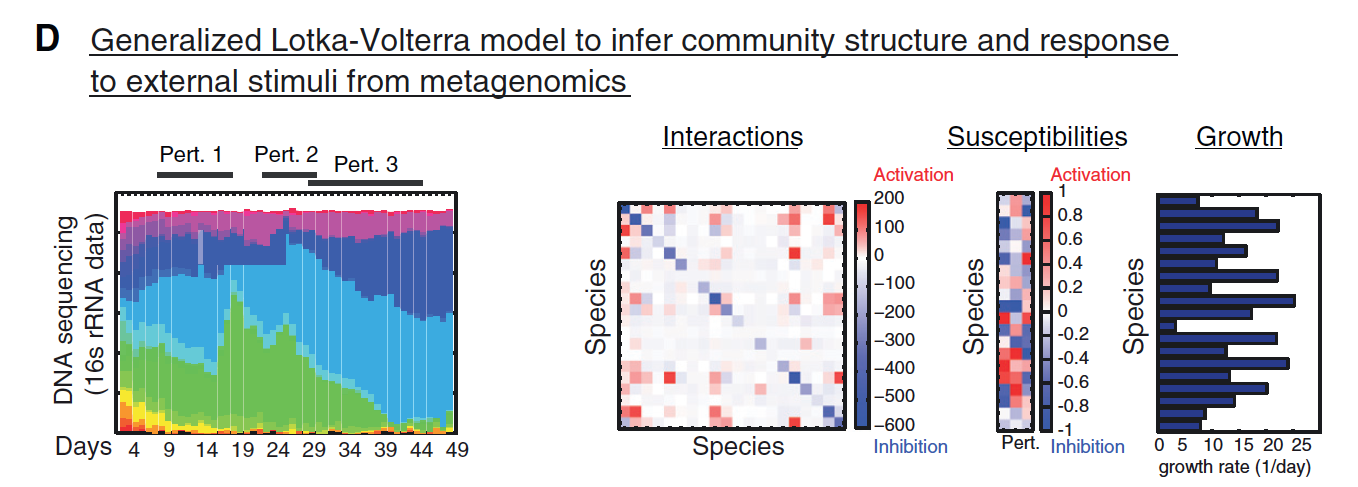 D Generalized Lotka-Volterra model to infer community structure and response
to external stimuli from metagenomics
Pert. 1 Pert. 2 Pert. 3
DNA sequencing
(16s rRNA data)
Days 4 9 14 19 24 29 34 39 44 49
Interactions
Species
Species
Activation
200
100
0
−100
−200
−300
−400
−500
−600
Inhibition
Susceptibilities
Species
Pert.
Activation
1
0.8
0.6
0.4
0.2
0
-0.2
-0.4
-0.6
-0.8
-1
Inhibition
Growth
Species
0 5 10 15 20 25
growth rate (1/day)